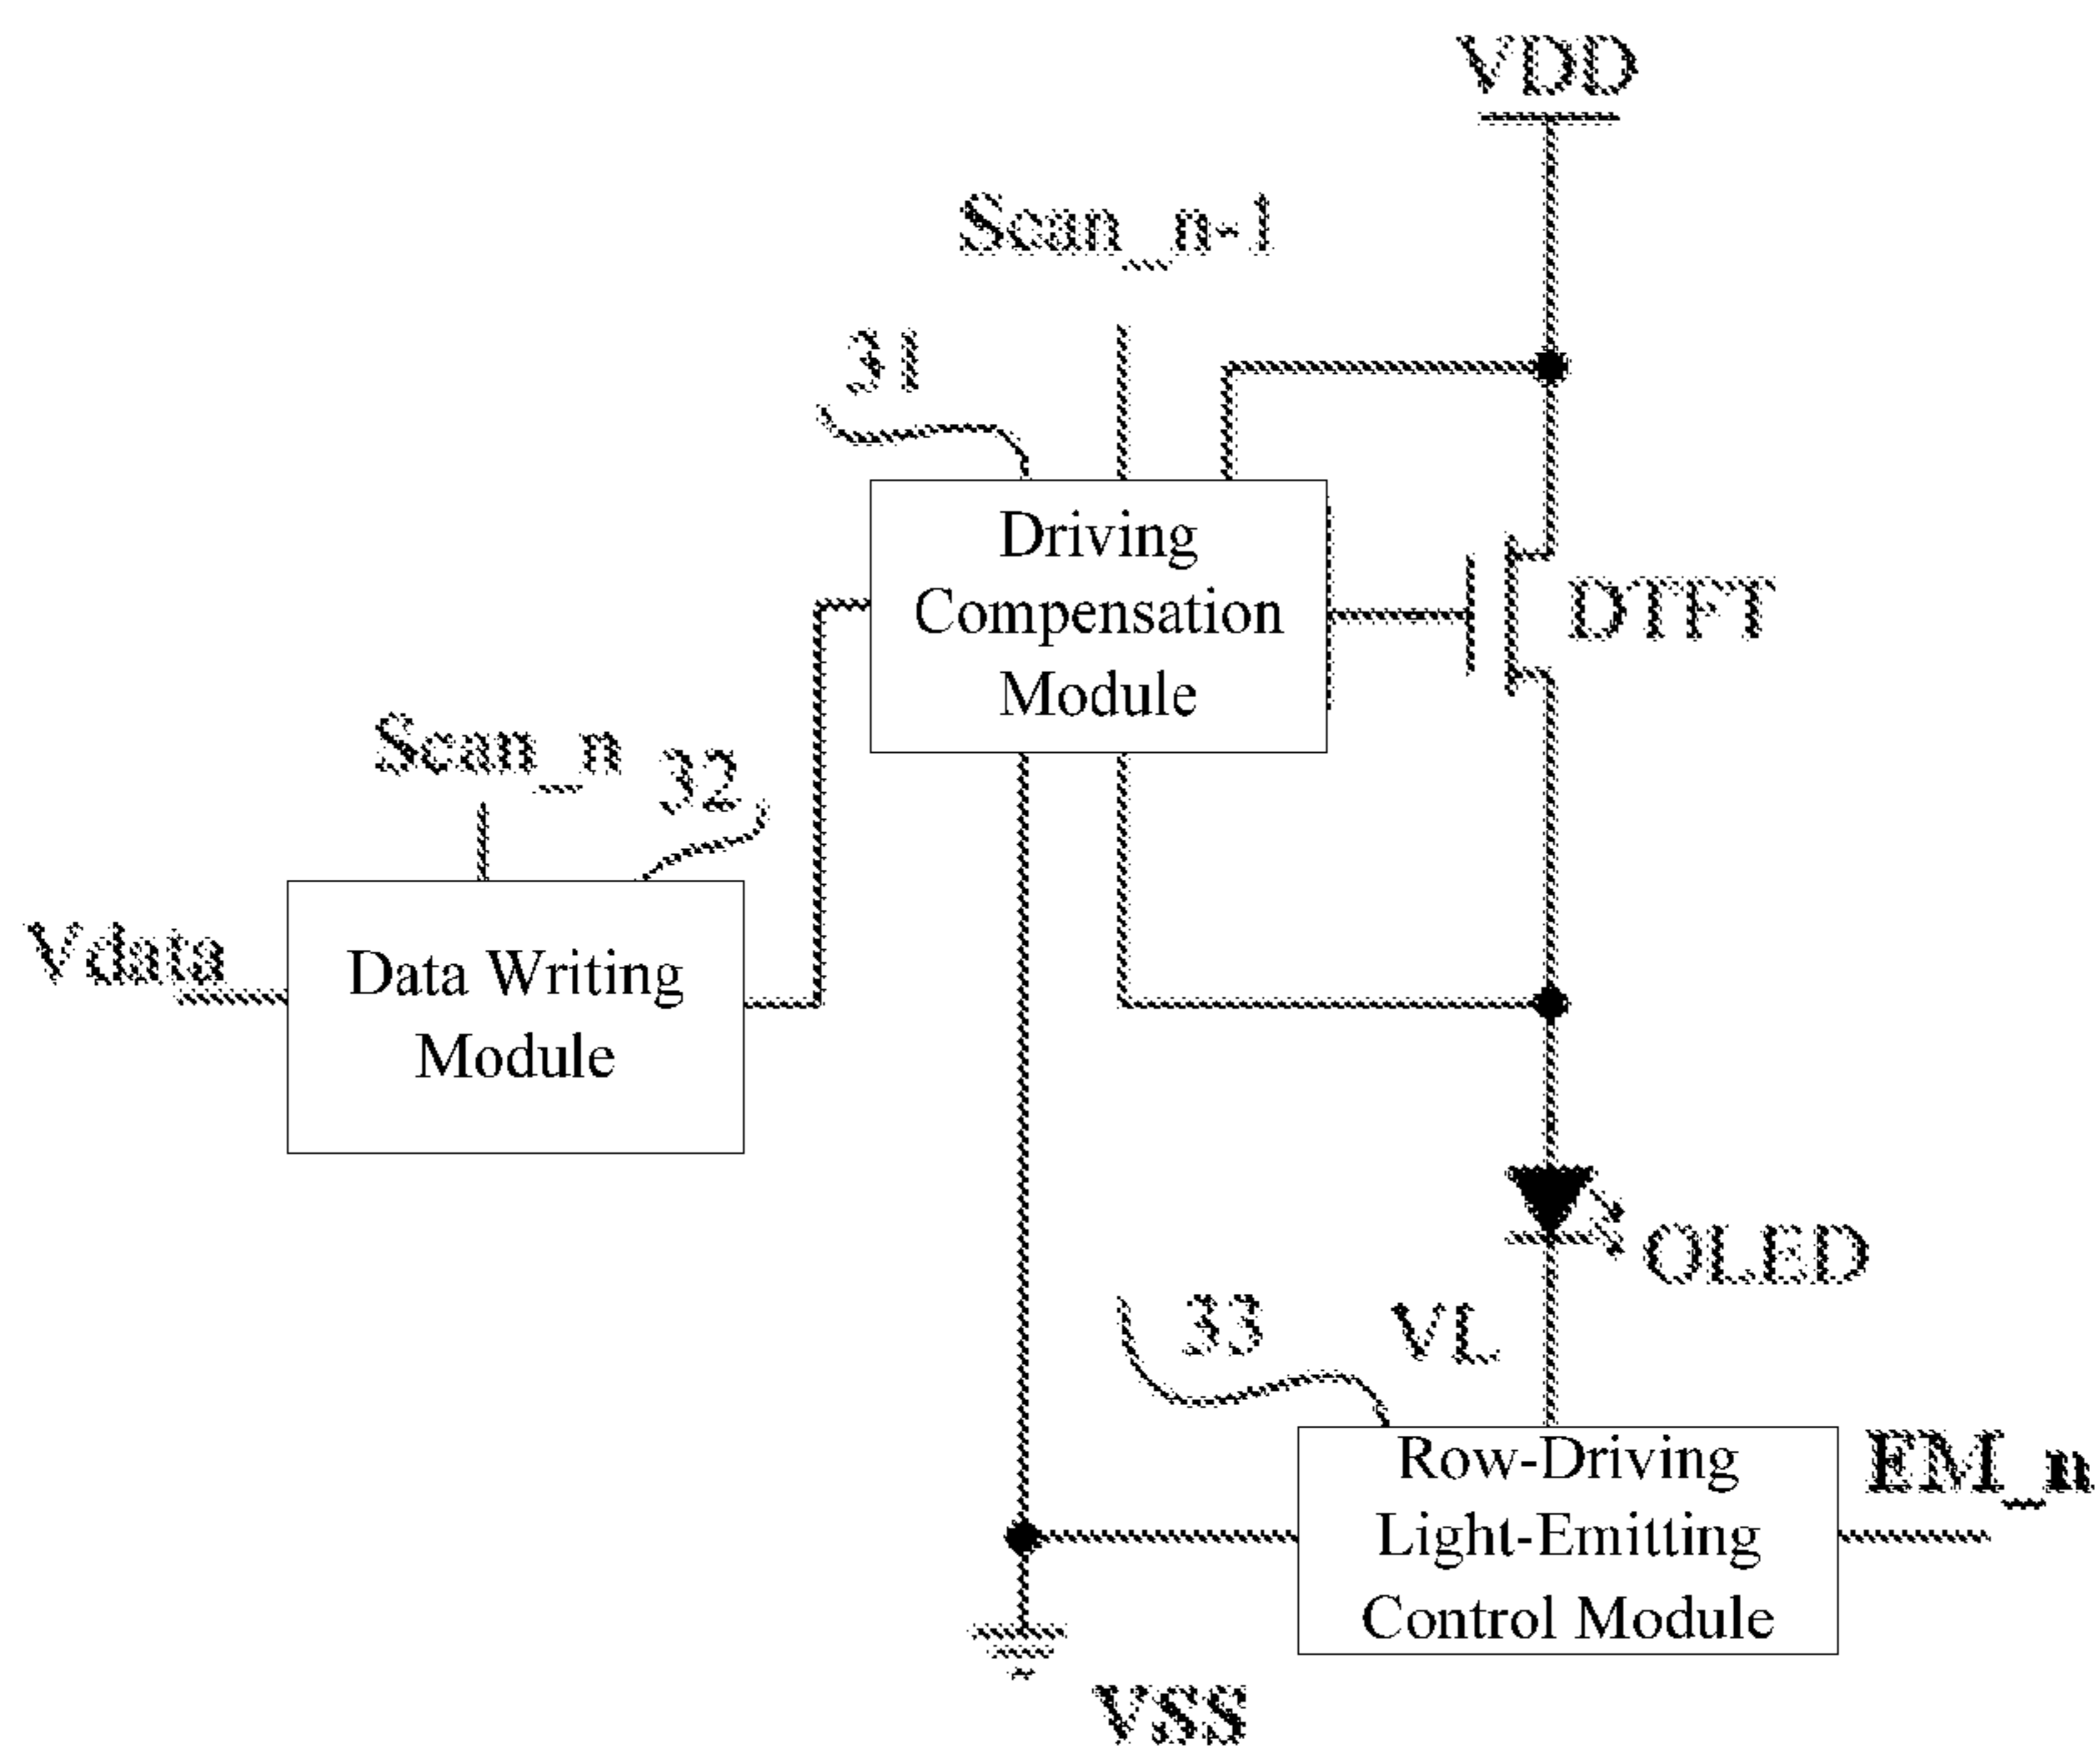 VDD
Scan_n-1
31
Driving
Compensation
Module
DTFT
Scan_n
32
Vdata
Data Writing
Module
OLED
33
VL
Row-Driving
Light-Emitting
Control Module
EM_n
VSS